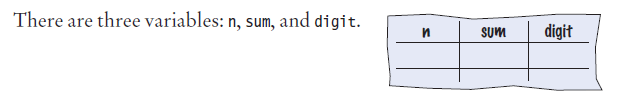 There are three variables: n, sum, and digit.
n sum digit